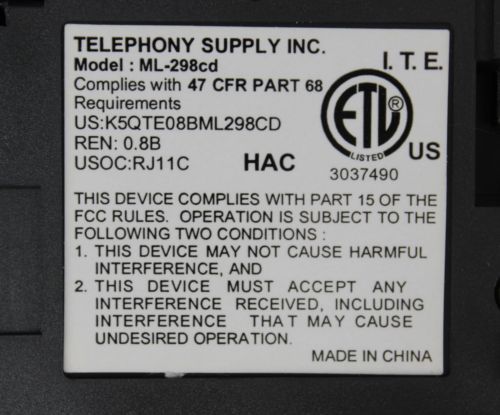 TELEPHONY SUPPLY INC.
Model : ML-298cd
I. T. E.
Complies with 47 CFR PART 68
Requirements
US:K5QTE08BML298CD
REN: 0.8B
USOC:RJ11C
HAC
ETL
®
LISTED
US
3037490
THIS DEVICE COMPLIES WITH PART 15 OF THE
FCC RULES. OPERATION IS SUBJECT TO THE
FOLLOWING TWO CONDITIONS :
1. THIS DEVICE MAY NOT CAUSE HARMFUL
INTERFERENCE, AND
2. THIS DEVICE MUST ACCEPT ANY
INTERFERENCE RECEIVED, INCLUDING
INTERFERENCE THAT MAY CAUSE
UNDESIRED OPERATION.
MADE IN CHINA